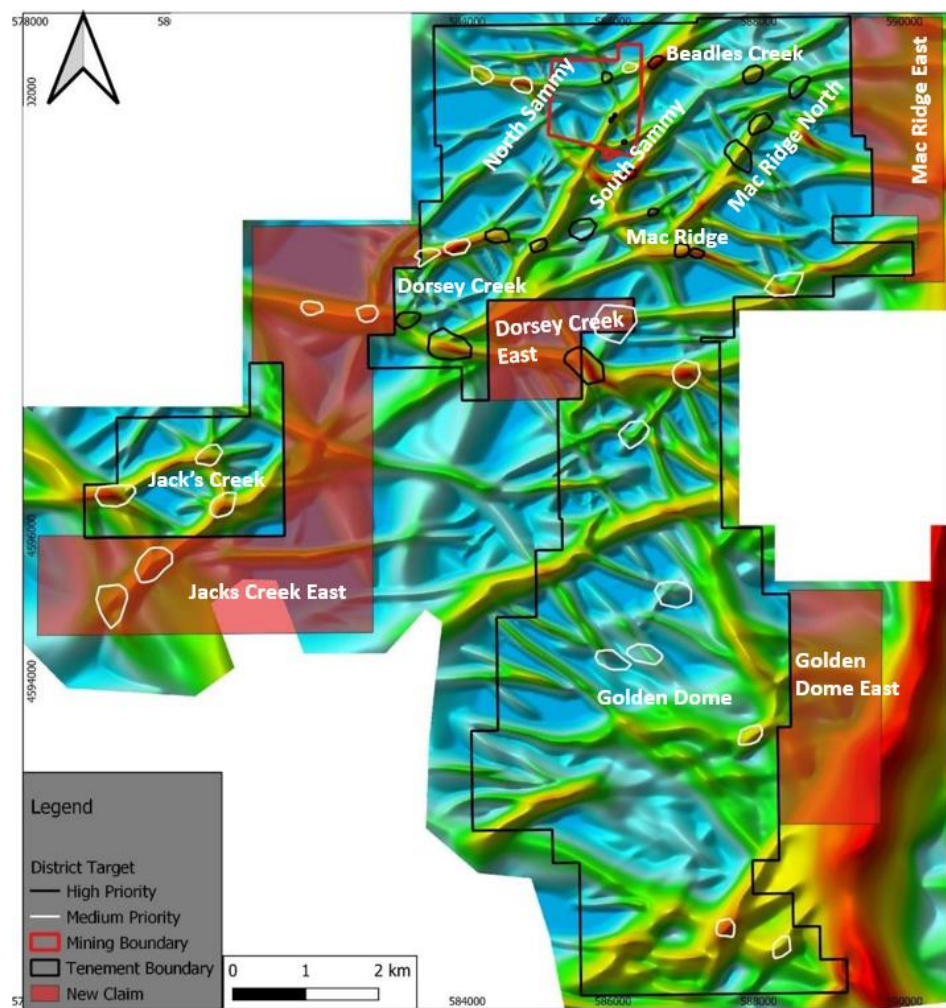 578000
58
584000
586000
588000
590000
Beadles Creek
North Sammy
South Sammy
Mac Ridge North
Mac Ridge East
Mac Ridge
Dorsey Creek
Dorsey Creek
East
Jack's Creek
4596000
Jacks Creek East
4594000
Golden
Dome East
Golden Dome
Legend
District Target
High Priority
Medium Priority
Mining Boundary
Tenement Boundary
New Claim
0 1 2 km
584000
586000
588000
590000